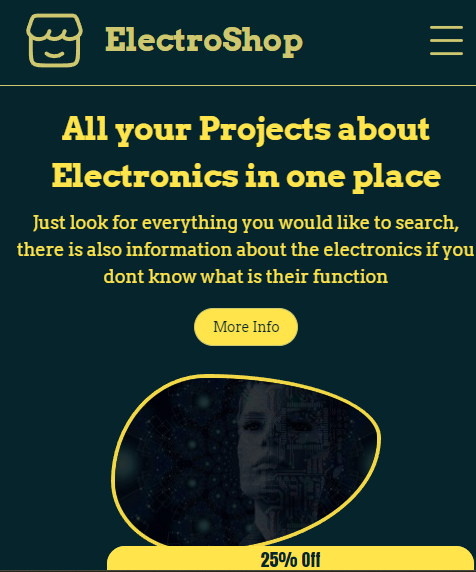 ElectroShop
All your Projects about
Electronics in one place
Just look for everything you would like to search,
there is also information about the electronics if you
dont know what is their function
More Info
25% Off